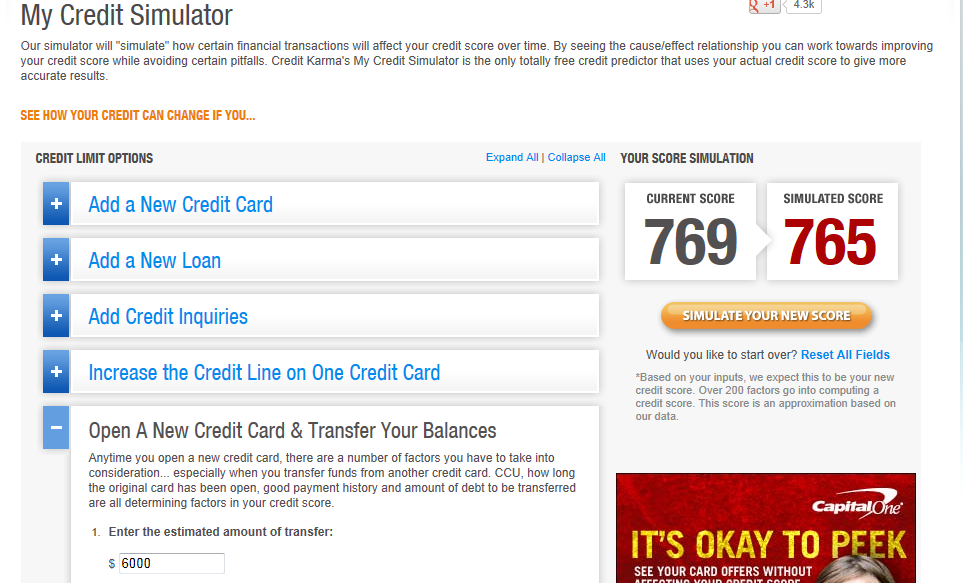 My Credit Simulator
+1
4.3k
Our simulator will "simulate" how certain financial transactions will affect your credit score over time. By seeing the cause/effect relationship you can work towards improving
your credit score while avoiding certain pitfalls. Credit Karma's My Credit Simulator is the only totally free credit predictor that uses your actual credit score to give more
accurate results.
SEE HOW YOUR CREDIT CAN CHANGE IF YOU...
CREDIT LIMIT OPTIONS
Expand All | Collapse All
+ Add a New Credit Card
+ Add a New Loan
+ Add Credit Inquiries
+ Increase the Credit Line on One Credit Card
− Open A New Credit Card & Transfer Your Balances
Anytime you open a new credit card, there are a number of factors you have to take into
consideration... especially when you transfer funds from another credit card. CCU, how long
the original card has been open, good payment history and amount of debt to be transferred
are all determining factors in your credit score.
1. Enter the estimated amount of transfer:
$ 6000
YOUR SCORE SIMULATION
CURRENT SCORE
769
SIMULATED SCORE
765
SIMULATE YOUR NEW SCORE
Would you like to start over? Reset All Fields
*Based on your inputs, we expect this to be your new
credit score. Over 200 factors go into computing a
credit score. This score is an approximation based on
our data.
Capital One
IT'S OKAY TO PEEK
SEE YOUR CARD OFFERS WITHOUT
AFFECTING YOUR CREDIT SCORE